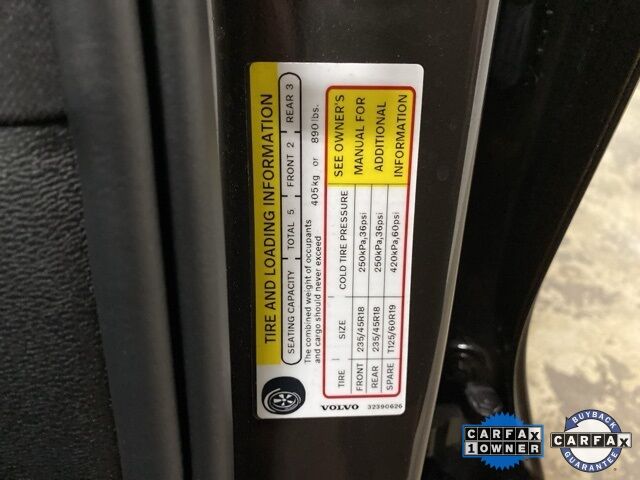 TIRE AND LOADING INFORMATION
SEATING CAPACITY TOTAL 5 FRONT 2 REAR 3
The combined weight of occupants
and cargo should never exceed 405kg or 890 lbs.
TIRE SIZE COLD TIRE PRESSURE SEE OWNER'S
FRONT 235/45R18 250kPa,36psi MANUAL FOR
REAR 235/45R18 250kPa,36psi ADDITIONAL
SPARE T125/60R19 420kPa,60psi INFORMATION
VOLVO 32390626
CARFAX
1 OWNER
BUYBACK
CARFAX
GUARANTEE